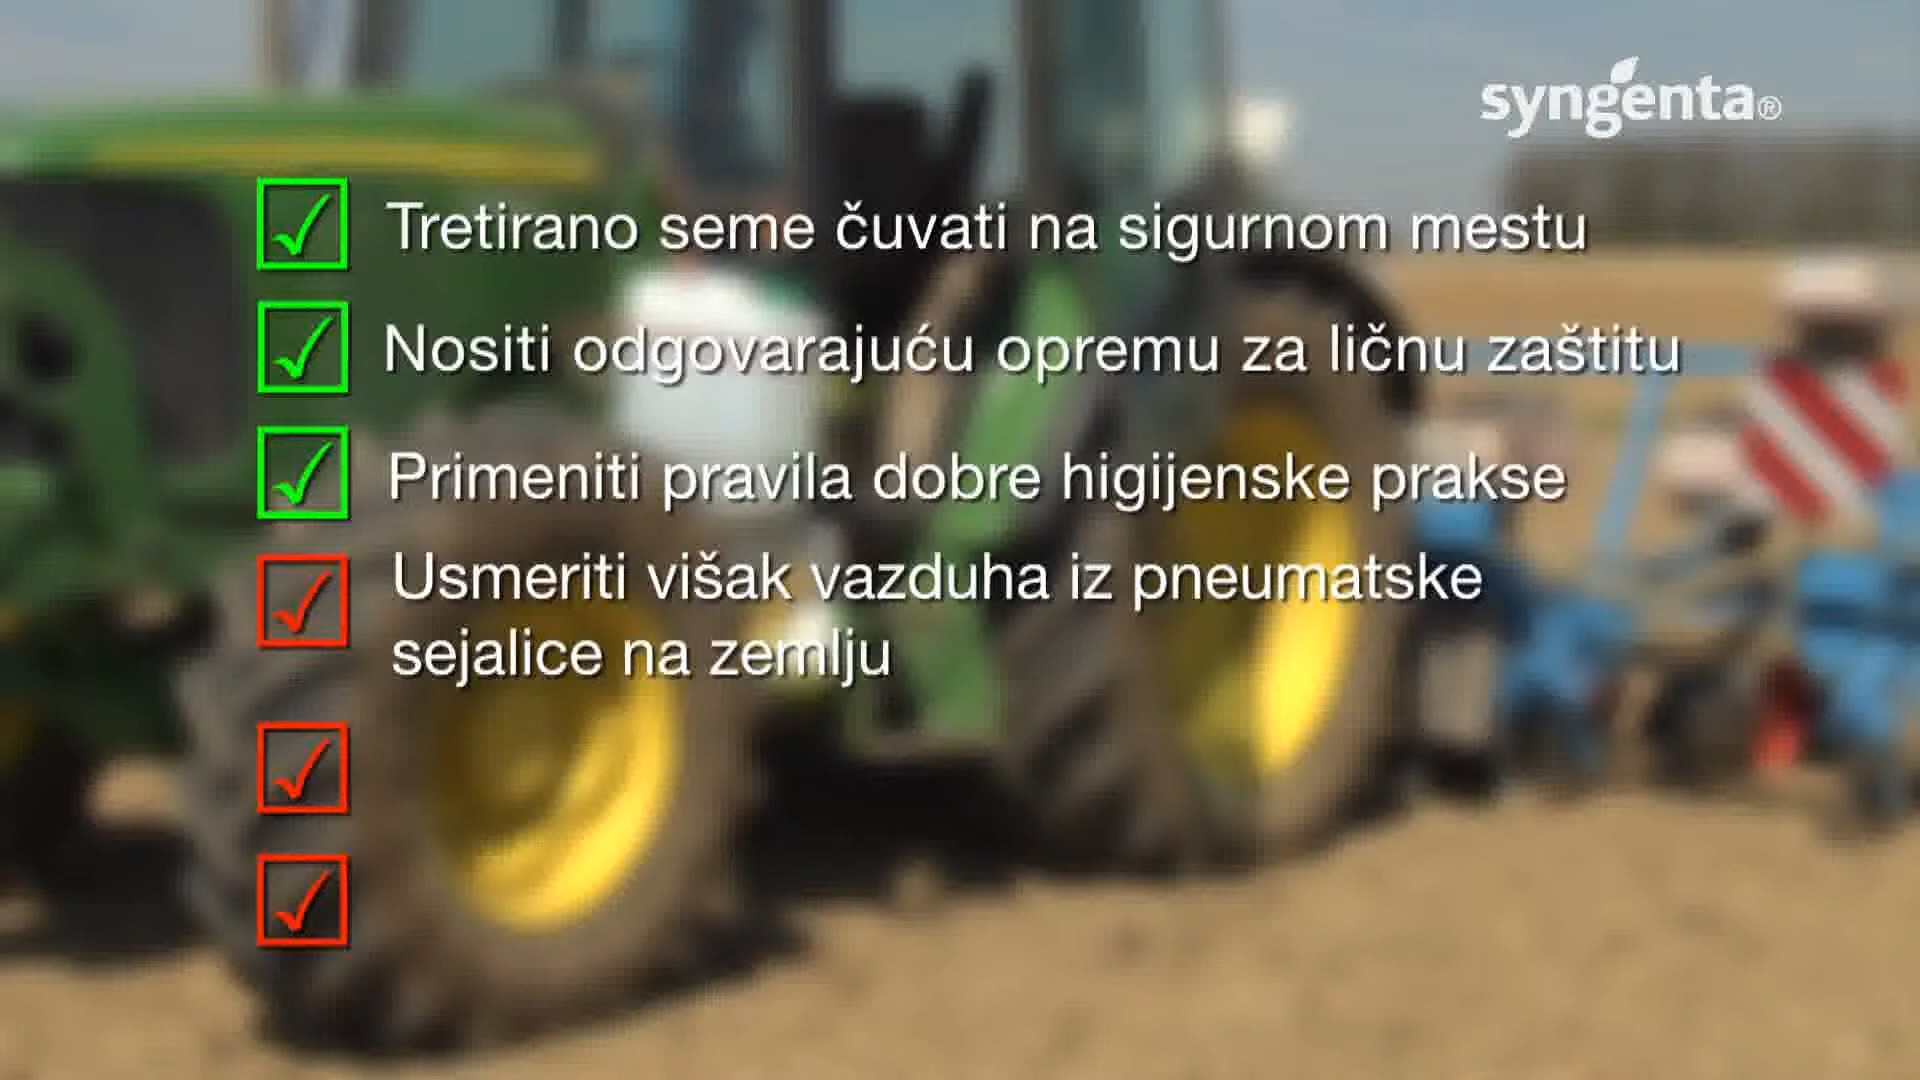 syngenta®
Tretirano seme čuvati na sigurnom mestu
Nositi odgovarajuću opremu za ličnu zaštitu
Primeniti pravila dobre higijenske prakse
Usmeriti višak vazduha iz pneumatske
sejalice na zemlju